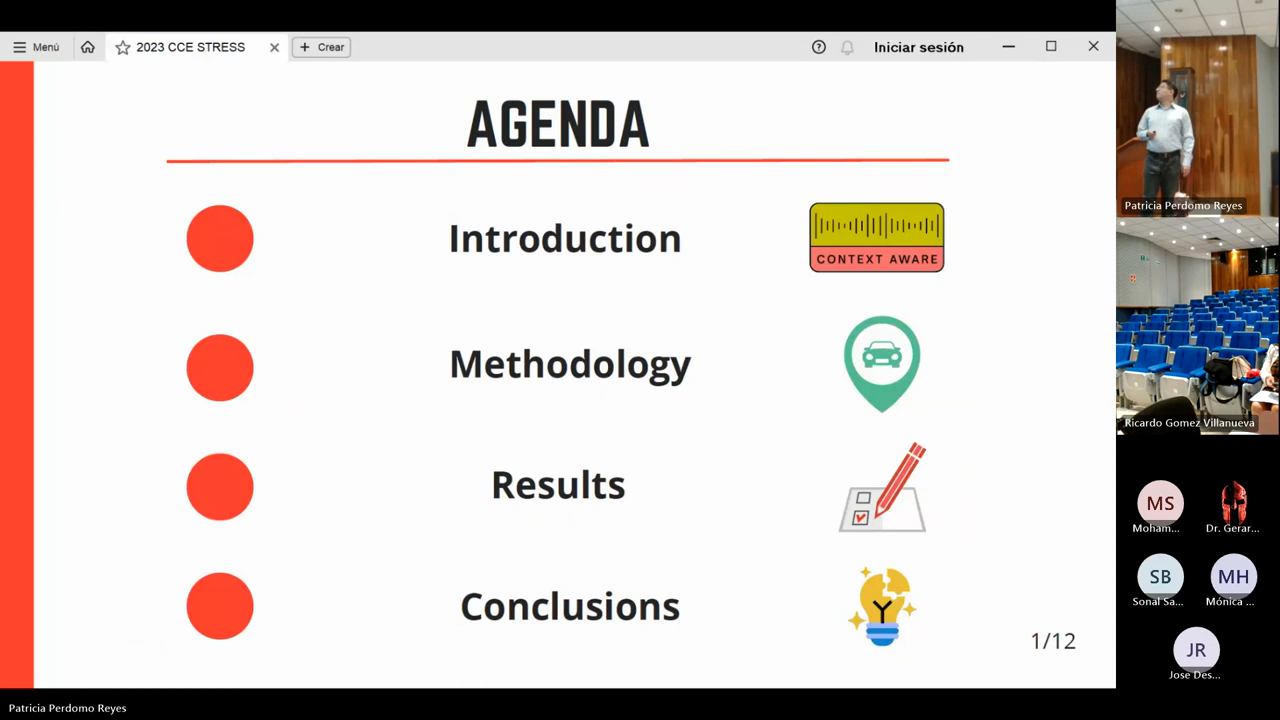 Menú
2023 CCE STRESS
Crear
Iniciar sesión
AGENDA
Introduction
CONTEXT AWARE
Methodology
Results
Conclusions
1/12
Patricia Perdomo Reyes
Ricardo Gomez Villanueva
MS
Moham...
Dr. Gerar...
SB
Sonal Sa...
MH
Mónica ...
JR
Jose Des...
Patricia Perdomo Reyes